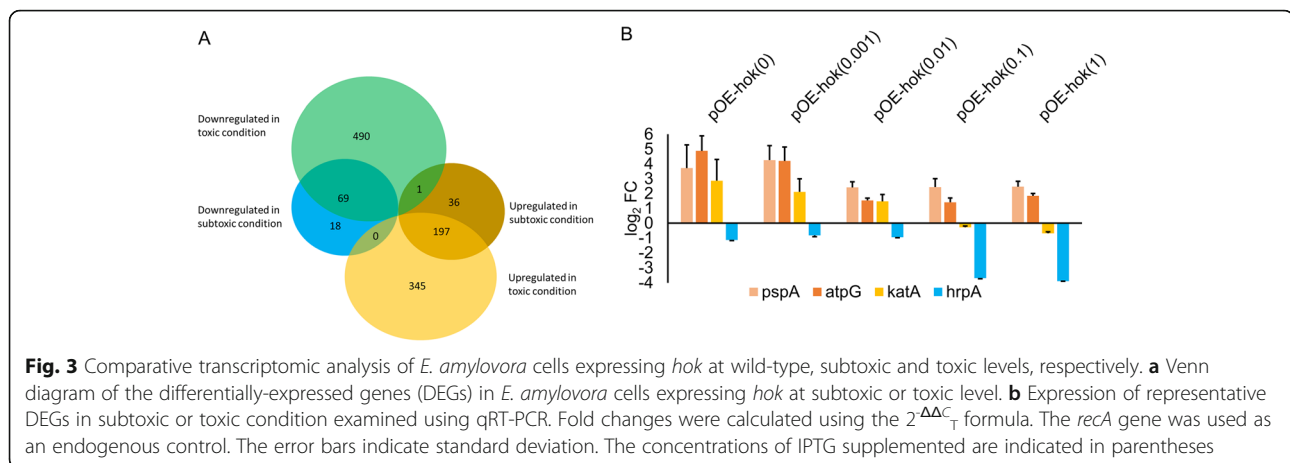 A
Downregulated in
toxic condition
490
1
36
Upregulated in
subtoxic condition
69
Downregulated in
subtoxic condition
18
0
197
345
Upregulated in
toxic condition
B
pOE-hok(0)
pOE-hok(0.001)
pOE-hok(0.01)
pOE-hok(0.1)
pOE-hok(1)
log₂ FC
6
5
4
3
2
1
0
-1
-2
-3
-4
pspA atpG katA hrpA
Fig. 3 Comparative transcriptomic analysis of E. amylovora cells expressing hok at wild-type, subtoxic and toxic levels, respectively. a Venn
diagram of the differentially-expressed genes (DEGs) in E. amylovora cells expressing hok at subtoxic or toxic level. b Expression of representative
DEGs in subtoxic or toxic condition examined using qRT-PCR. Fold changes were calculated using the 2^-ΔΔC_T formula. The recA gene was used as
an endogenous control. The error bars indicate standard deviation. The concentrations of IPTG supplemented are indicated in parentheses